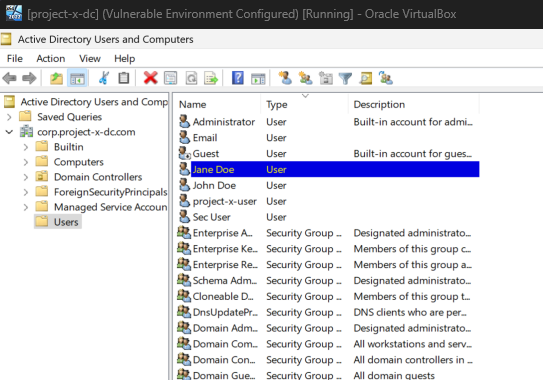 [project-x-dc] (Vulnerable Environment Configured) [Running] - Oracle VirtualBox
Active Directory Users and Computers
File Action View Help
Active Directory Users and Comp
Saved Queries
corp.project-x-dc.com
Builtin
Computers
Domain Controllers
ForeignSecurityPrincipals
Managed Service Accoun
Users
Name Type Description
Administrator User Built-in account for admi...
Email User
Guest User Built-in account for gues...
Jane Doe User
John Doe User
project-x-user User
Sec User User
Enterprise A... Security Group ... Designated administrato...
Enterprise Ke... Security Group ... Members of this group c...
Enterprise Re... Security Group ... Members of this group a...
Schema Adm... Security Group ... Designated administrato...
Cloneable D... Security Group ... Members of this group t...
DnsUpdatePr... Security Group ... DNS clients who are per...
Domain Adm... Security Group ... Designated administrato...
Domain Com... Security Group ... All workstations and serv...
Domain Con... Security Group ... All domain controllers in ...
Domain Gue... Security Group ... All domain guests